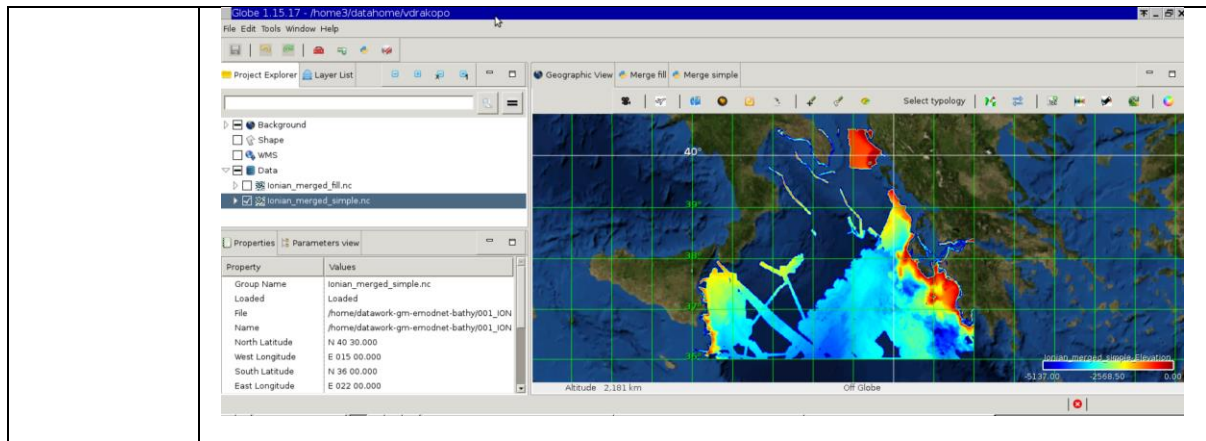 Globe 1.15.17 - /home3/datahome/vdrakopo
File Edit Tools Window Help
Project Explorer Layer List
Geographic View Merge fill Merge simple
Select typology
Background
Shape
WMS
Data
Ionian_merged_fill.nc
Ionian_merged_simple.nc
Properties Parameters view
Property Values
Group Name Ionian_merged_simple.nc
Loaded Loaded
File /home/datawork-gm-emodnet-bathy/001_ION
Name /home/datawork-gm-emodnet-bathy/001_ION
North Latitude N 40 30.000
West Longitude E 015 00.000
South Latitude N 36 00.000
East Longitude E 022 00.000
40°
39°
38°
37°
36°
Ionian_merged_simple_Elevation
-5137.00 -2568.50 0.00
Altitude 2,181 km Off Globe